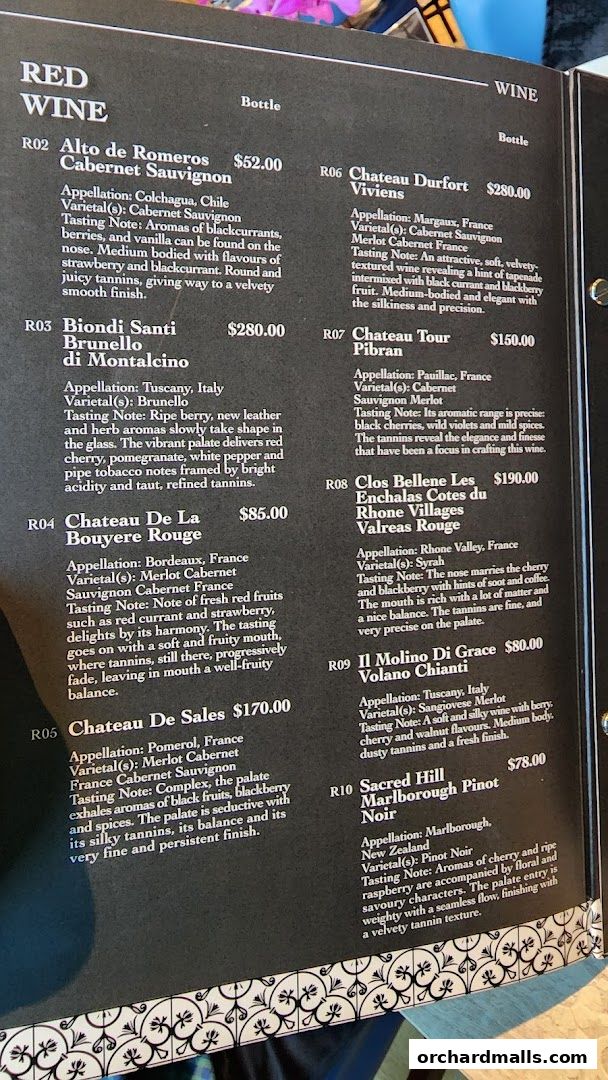 WINE
RED
WINE
Bottle
R02 Alto de Romeros $52.00
Cabernet Sauvignon
Appellation: Colchagua, Chile
Varietal(s): Cabernet Sauvignon
Tasting Note: Aromas of blackcurrants,
berries, and vanilla can be found on the
nose. Medium bodied with flavours of
strawberry and blackcurrant. Round and
juicy tannins, giving way to a velvety
smooth finish.
R03 Biondi Santi $280.00
Brunello
di Montalcino
Appellation: Tuscany, Italy
Varietal(s): Brunello
Tasting Note: Ripe berry, new leather
and herb aromas slowly take shape in
the glass. The vibrant palate delivers red
cherry, pomegranate, white pepper and
pipe tobacco notes framed by bright
acidity and taut, refined tannins.
R04 Chateau De La $85.00
Bouyere Rouge
Appellation: Bordeaux, France
Varietal(s): Merlot Cabernet
Sauvignon Cabernet France
Tasting Note: Note of fresh red fruits
such as red currant and strawberry,
delights by its harmony. The tasting
goes on with a soft and fruity mouth,
where tannins, still there, progressively
fade, leaving in mouth a well-fruity
balance.
R05 Chateau De Sales $170.00
Appellation: Pomerol, France
Varietal(s): Merlot Cabernet
France Cabernet Sauvignon
Tasting Note: Complex, the palate
exhales aromas of black fruits, blackberry
and spices. The palate is seductive with
its silky tannins, its balance and its
very fine and persistent finish.
Bottle
R06 Chateau Durfort $280.00
Viviens
Appellation: Margaux, France
Varietal(s): Cabernet Sauvignon
Merlot Cabernet France
Tasting Note: An attractive, soft, velvety-
textured wine revealing a hint of tapenade
intermixed with black currant and blackberry
fruit. Medium-bodied and elegant with
the silkiness and precision.
R07 Chateau Tour $150.00
Pibran
Appellation: Pauillac, France
Varietal(s): Cabernet
Sauvignon Merlot
Tasting Note: Its aromatic range is precise:
black cherries, wild violets and mild spices.
The tannins reveal the elegance and finesse
that have been a focus in crafting this wine.
R08 Clos Bellene Les $190.00
Enchalas Cotes du
Rhone Villages
Valreas Rouge
Appellation: Rhone Valley, France
Varietal(s): Syrah
Tasting Note: The nose marries the cherry
and blackberry with hints of soot and coffee.
The mouth is rich with a lot of matter and
a nice balance. The tannins are fine, and
very precise on the palate.
R09 Il Molino Di Grace $80.00
Volano Chianti
Appellation: Tuscany, Italy
Varietal(s): Sangiovese Merlot
Tasting Note: A soft and silky wine with berry,
cherry and walnut flavours. Medium body,
dusty tannins and a fresh finish.
R10 Sacred Hill $78.00
Marlborough Pinot
Noir
Appellation: Marlborough,
New Zealand
Varietal(s): Pinot Noir
Tasting Note: Aromas of cherry and ripe
raspberry are accompanied by floral and
savoury characters. The palate entry is
weighty with a seamless flow, finishing with
a velvety tannin texture.
orchardmalls.com